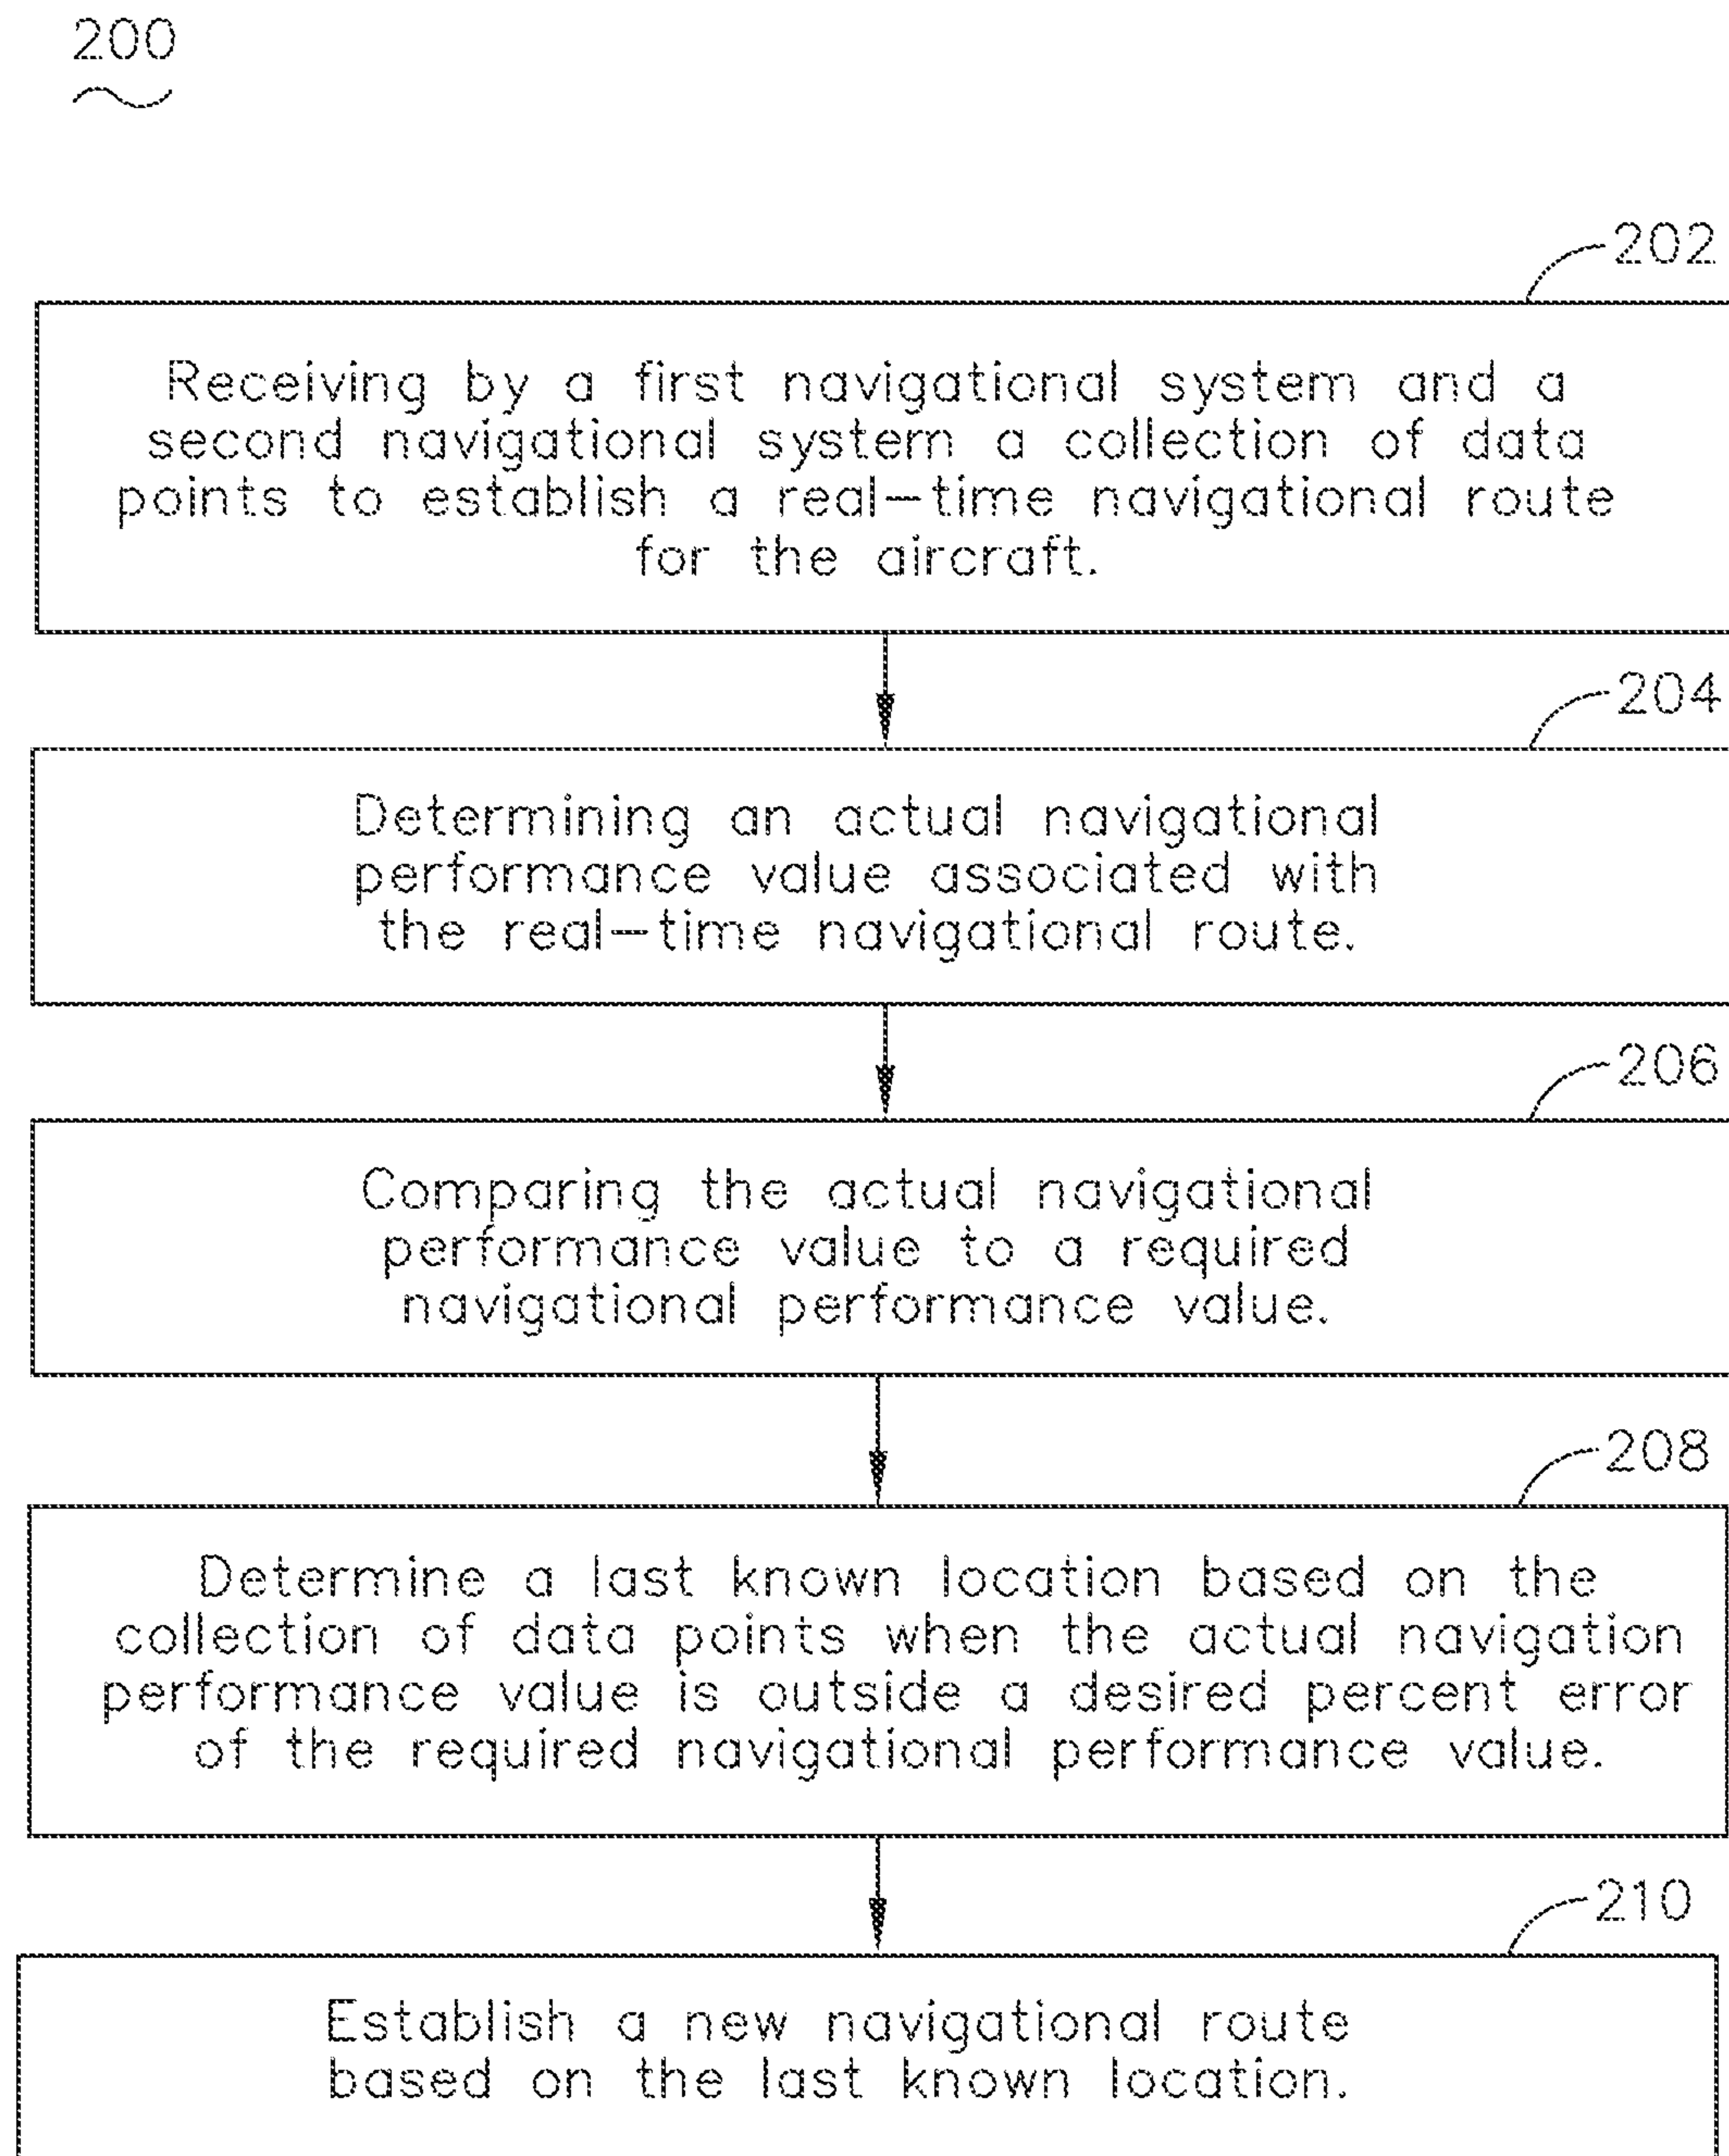 200
202
Receiving by a first navigational system and a
second navigational system a collection of data
points to establish a real-time navigational route
for the aircraft.
204
Determining an actual navigational
performance value associated with
the real-time navigational route.
206
Comparing the actual navigational
performance value to a required
navigational performance value.
208
Determine a last known location based on the
collection of data points when the actual navigation
performance value is outside a desired percent error
of the required navigational performance value.
210
Establish a new navigational route
based on the last known location.